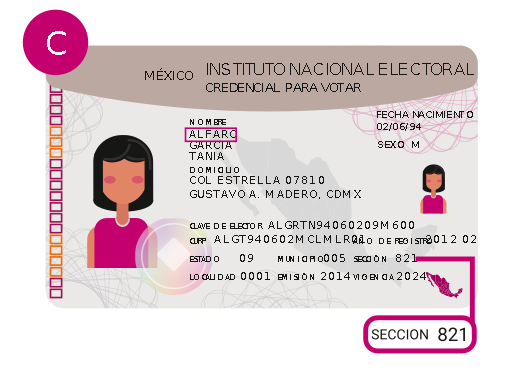 C
MÉXICO INSTITUTO NACIONAL ELECTORAL
CREDENCIAL PARA VOTAR
NOMBRE
ALFARO
GARCIA
TANIA
FECHA NACIMIENTO
02/06/94
SEXO M
DOMICILIO
COL ESTRELLA 07810
GUSTAVO A. MADERO, CDMX
CLAVE DE ELECTOR ALGRTN94060209M600
CURP ALGT940602MCLMLR01 AÑO DE REGISTRO 2012 02
ESTADO 09 MUNICIPIO 005 SECCIÓN 821
LOCALIDAD 0001 EMISIÓN 2014 VIGENCIA 2024
SECCION 821